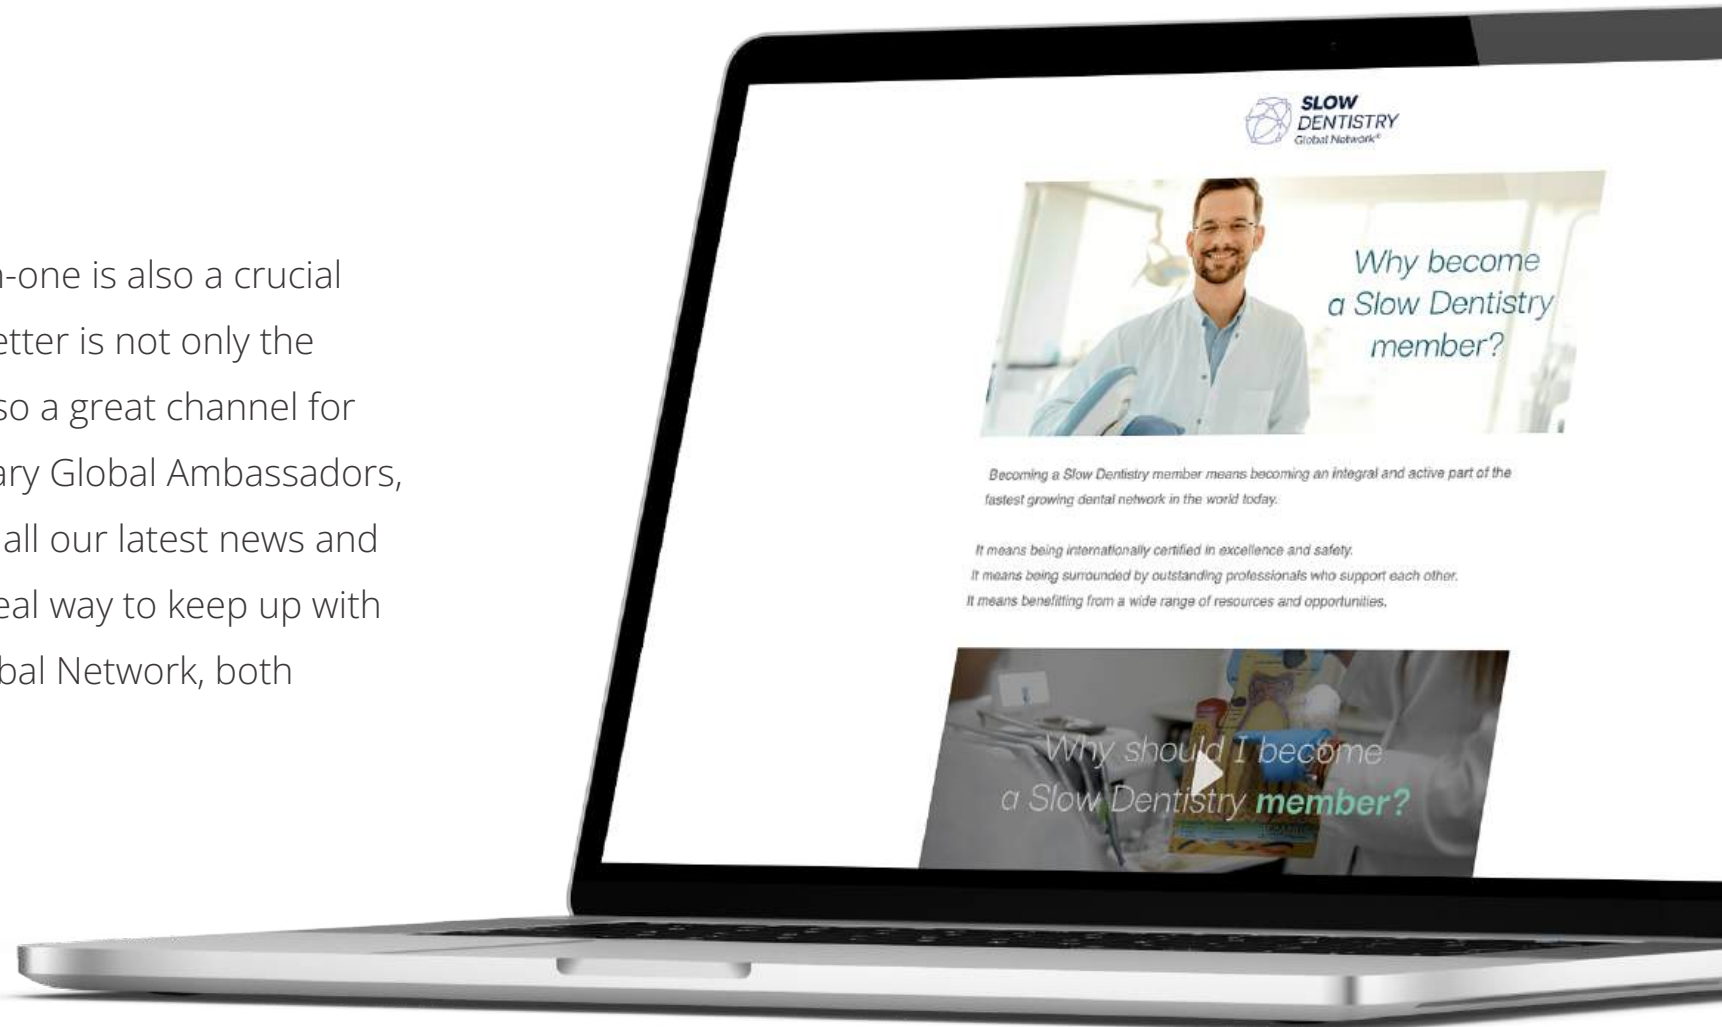 n-one is also a crucial
etter is not only the
so a great channel for
ary Global Ambassadors,
all our latest news and
eal way to keep up with
bal Network, both
SLOW
DENTISTRY
Global Network®
Why become
a Slow Dentistry
member?
Becoming a Slow Dentistry member means becoming an integral and active part of the
fastest growing dental network in the world today.
It means being internationally certified in excellence and safety.
It means being surrounded by outstanding professionals who support each other.
It means benefitting from a wide range of resources and opportunities.
Why should I become
a Slow Dentistry member?